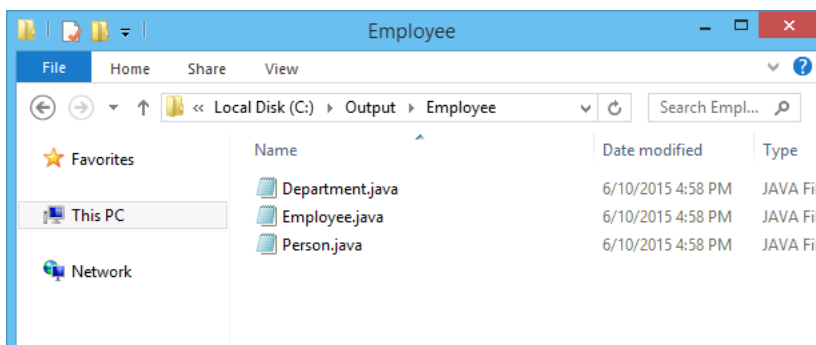 Employee
File Home Share View
« Local Disk (C:) Output Employee Search Empl...
Favorites
This PC
Network
Name Date modified Type
Department.java 6/10/2015 4:58 PM JAVA Fi
Employee.java 6/10/2015 4:58 PM JAVA Fi
Person.java 6/10/2015 4:58 PM JAVA Fi